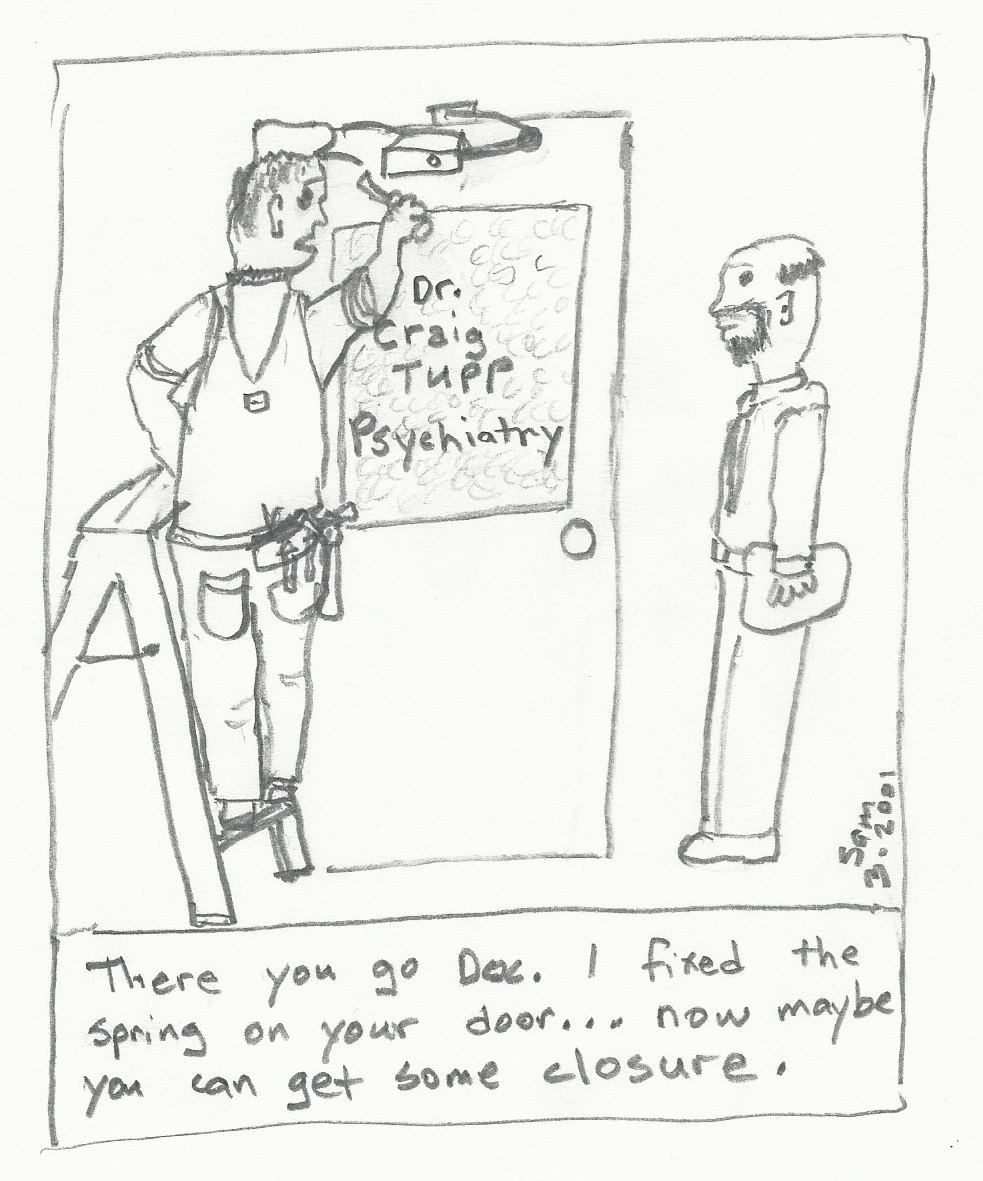 Dr.
Craig
TUPP
Psychiatry
Sam
3.2001
There you go Doc. I fixed the
spring on your door... now maybe
you can get some closure.